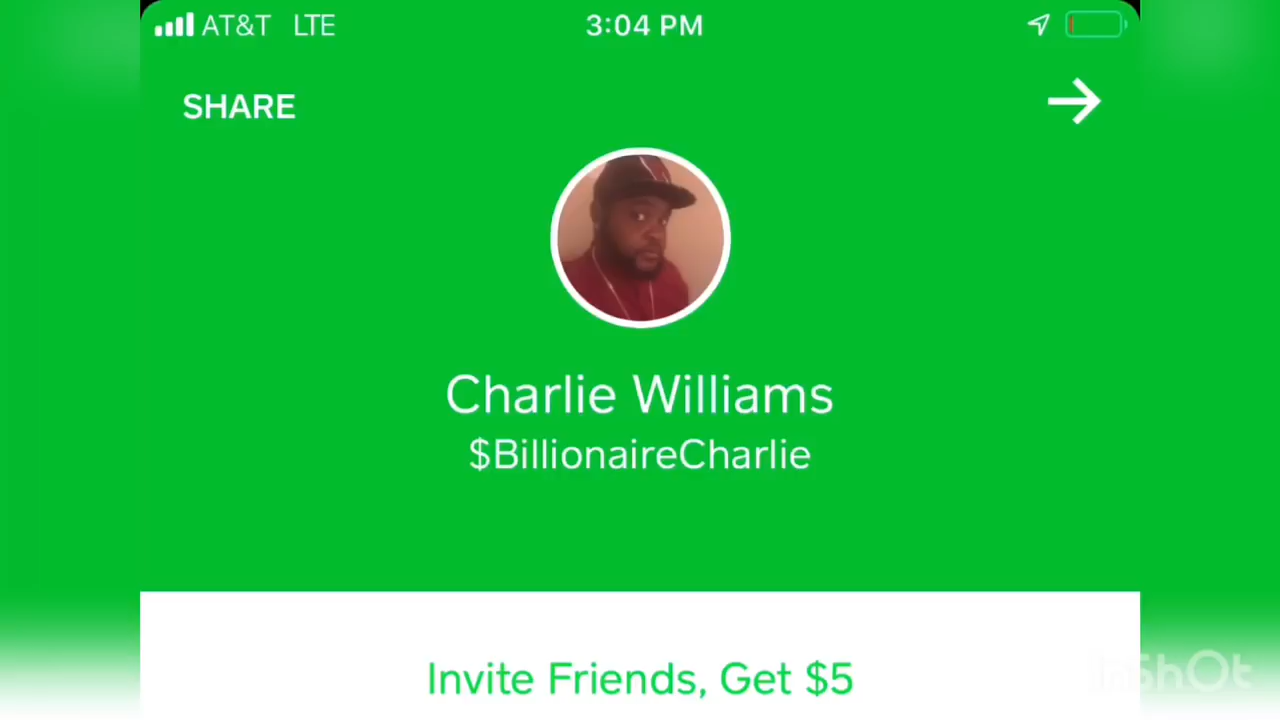 AT&T LTE 3:04 PM
SHARE
Charlie Williams
$BillionaireCharlie
Invite Friends, Get $5
InShOt